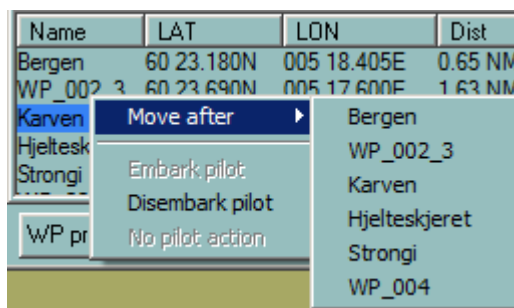 Name LAT LON Dist
Bergen 60 23.180N 005 18.405E 0.65 NM
WP_002_3 60 23.690N 005 17.600E 1.63 NM
Karven Move after Bergen
WP_002_3
Hjeltesk Embark pilot Karven
Strongi Disembark pilot Hjelteskjeret
WP pr No pilot action Strongi
WP_004